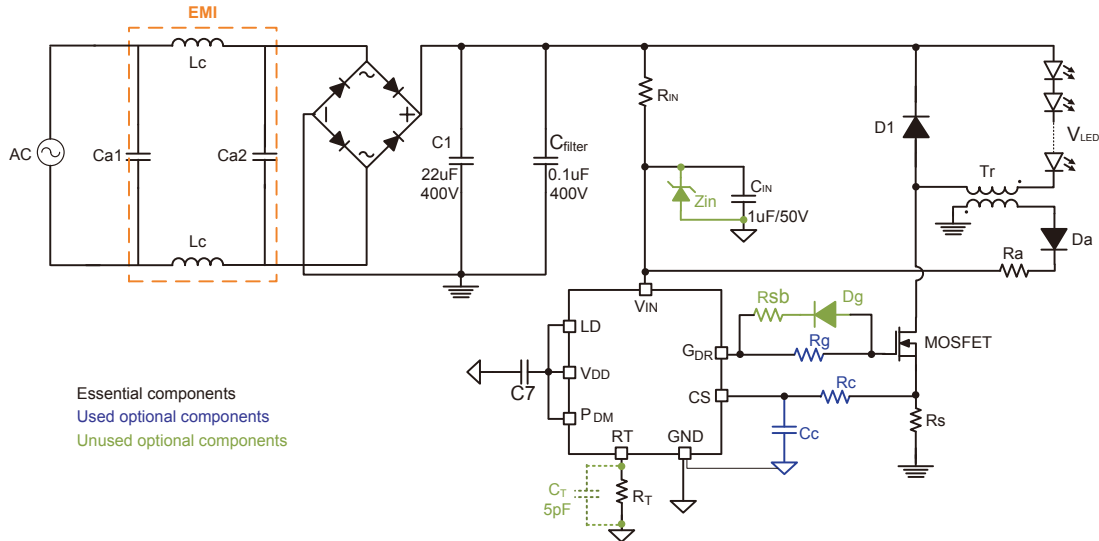 EMI
Lc
AC
Ca1
Ca2
Lc
C1
22uF
400V
Cfilter
0.1uF
400V
RIN
Zin
CIN
1uF/50V
D1
VLED
Tr
Da
Ra
VIN
LD
VDD
PDM
RT
GND
GDR
CS
C7
Rsb
Dg
Rg
MOSFET
Rc
Cc
Rs
CT
5pF
RT
Essential components
Used optional components
Unused optional components